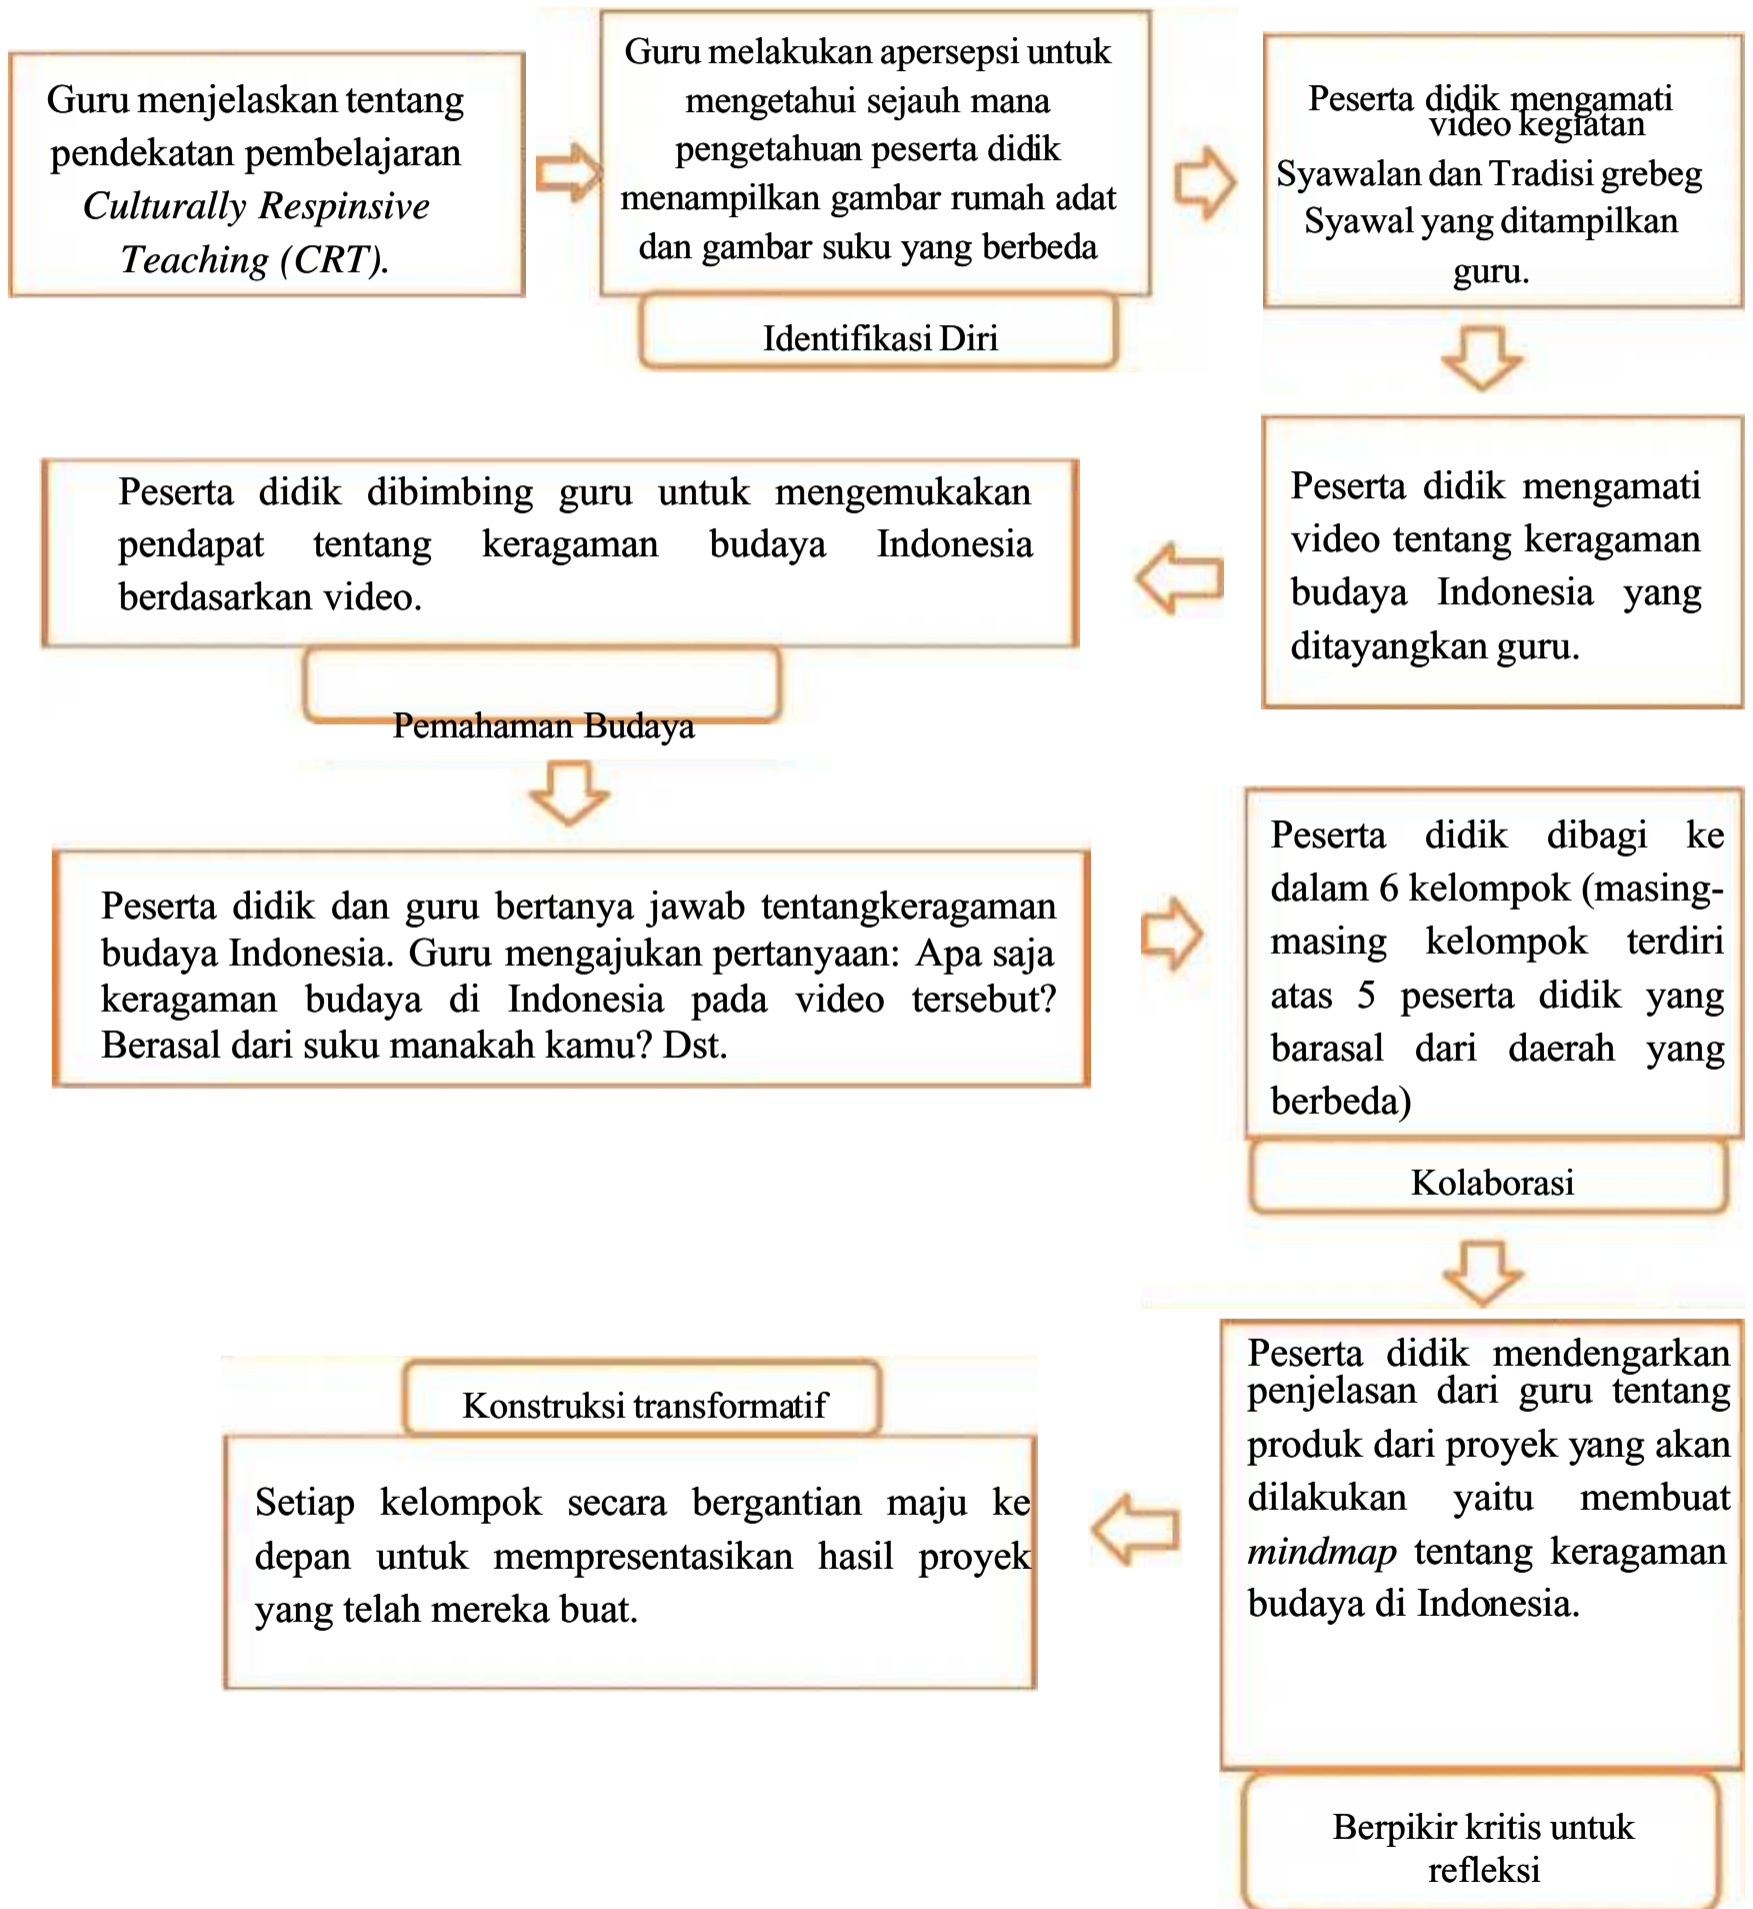 Guru menjelaskan tentang
pendekatan pembelajaran
Culturally Respinsive
Teaching (CRT).
Guru melakukan apersepsi untuk
mengetahui sejauh mana
pengetahuan peserta didik
menampilkan gambar rumah adat
dan gambar suku yang berbeda
Identifikasi Diri
Peserta didik mengamati
video kegiatan
Syawalan dan Tradisi grebeg
Syawal yang ditampilkan
guru.
Peserta didik mengamati
video tentang keragaman
budaya Indonesia yang
ditayangkan guru.
Peserta didik dibimbing guru untuk mengemukakan
pendapat tentang keragaman budaya Indonesia
berdasarkan video.
Pemahaman Budaya
Peserta didik dan guru bertanya jawab tentangkeragaman
budaya Indonesia. Guru mengajukan pertanyaan: Apa saja
keragaman budaya di Indonesia pada video tersebut?
Berasal dari suku manakah kamu? Dst.
Peserta didik dibagi ke
dalam 6 kelompok (masing-
masing kelompok terdiri
atas 5 peserta didik yang
barasal dari daerah yang
berbeda)
Kolaborasi
Peserta didik mendengarkan
penjelasan dari guru tentang
produk dari proyek yang akan
dilakukan yaitu membuat
mindmap tentang keragaman
budaya di Indonesia.
Berpikir kritis untuk
refleksi
Konstruksi transformatif
Setiap kelompok secara bergantian maju ke
depan untuk mempresentasikan hasil proyek
yang telah mereka buat.